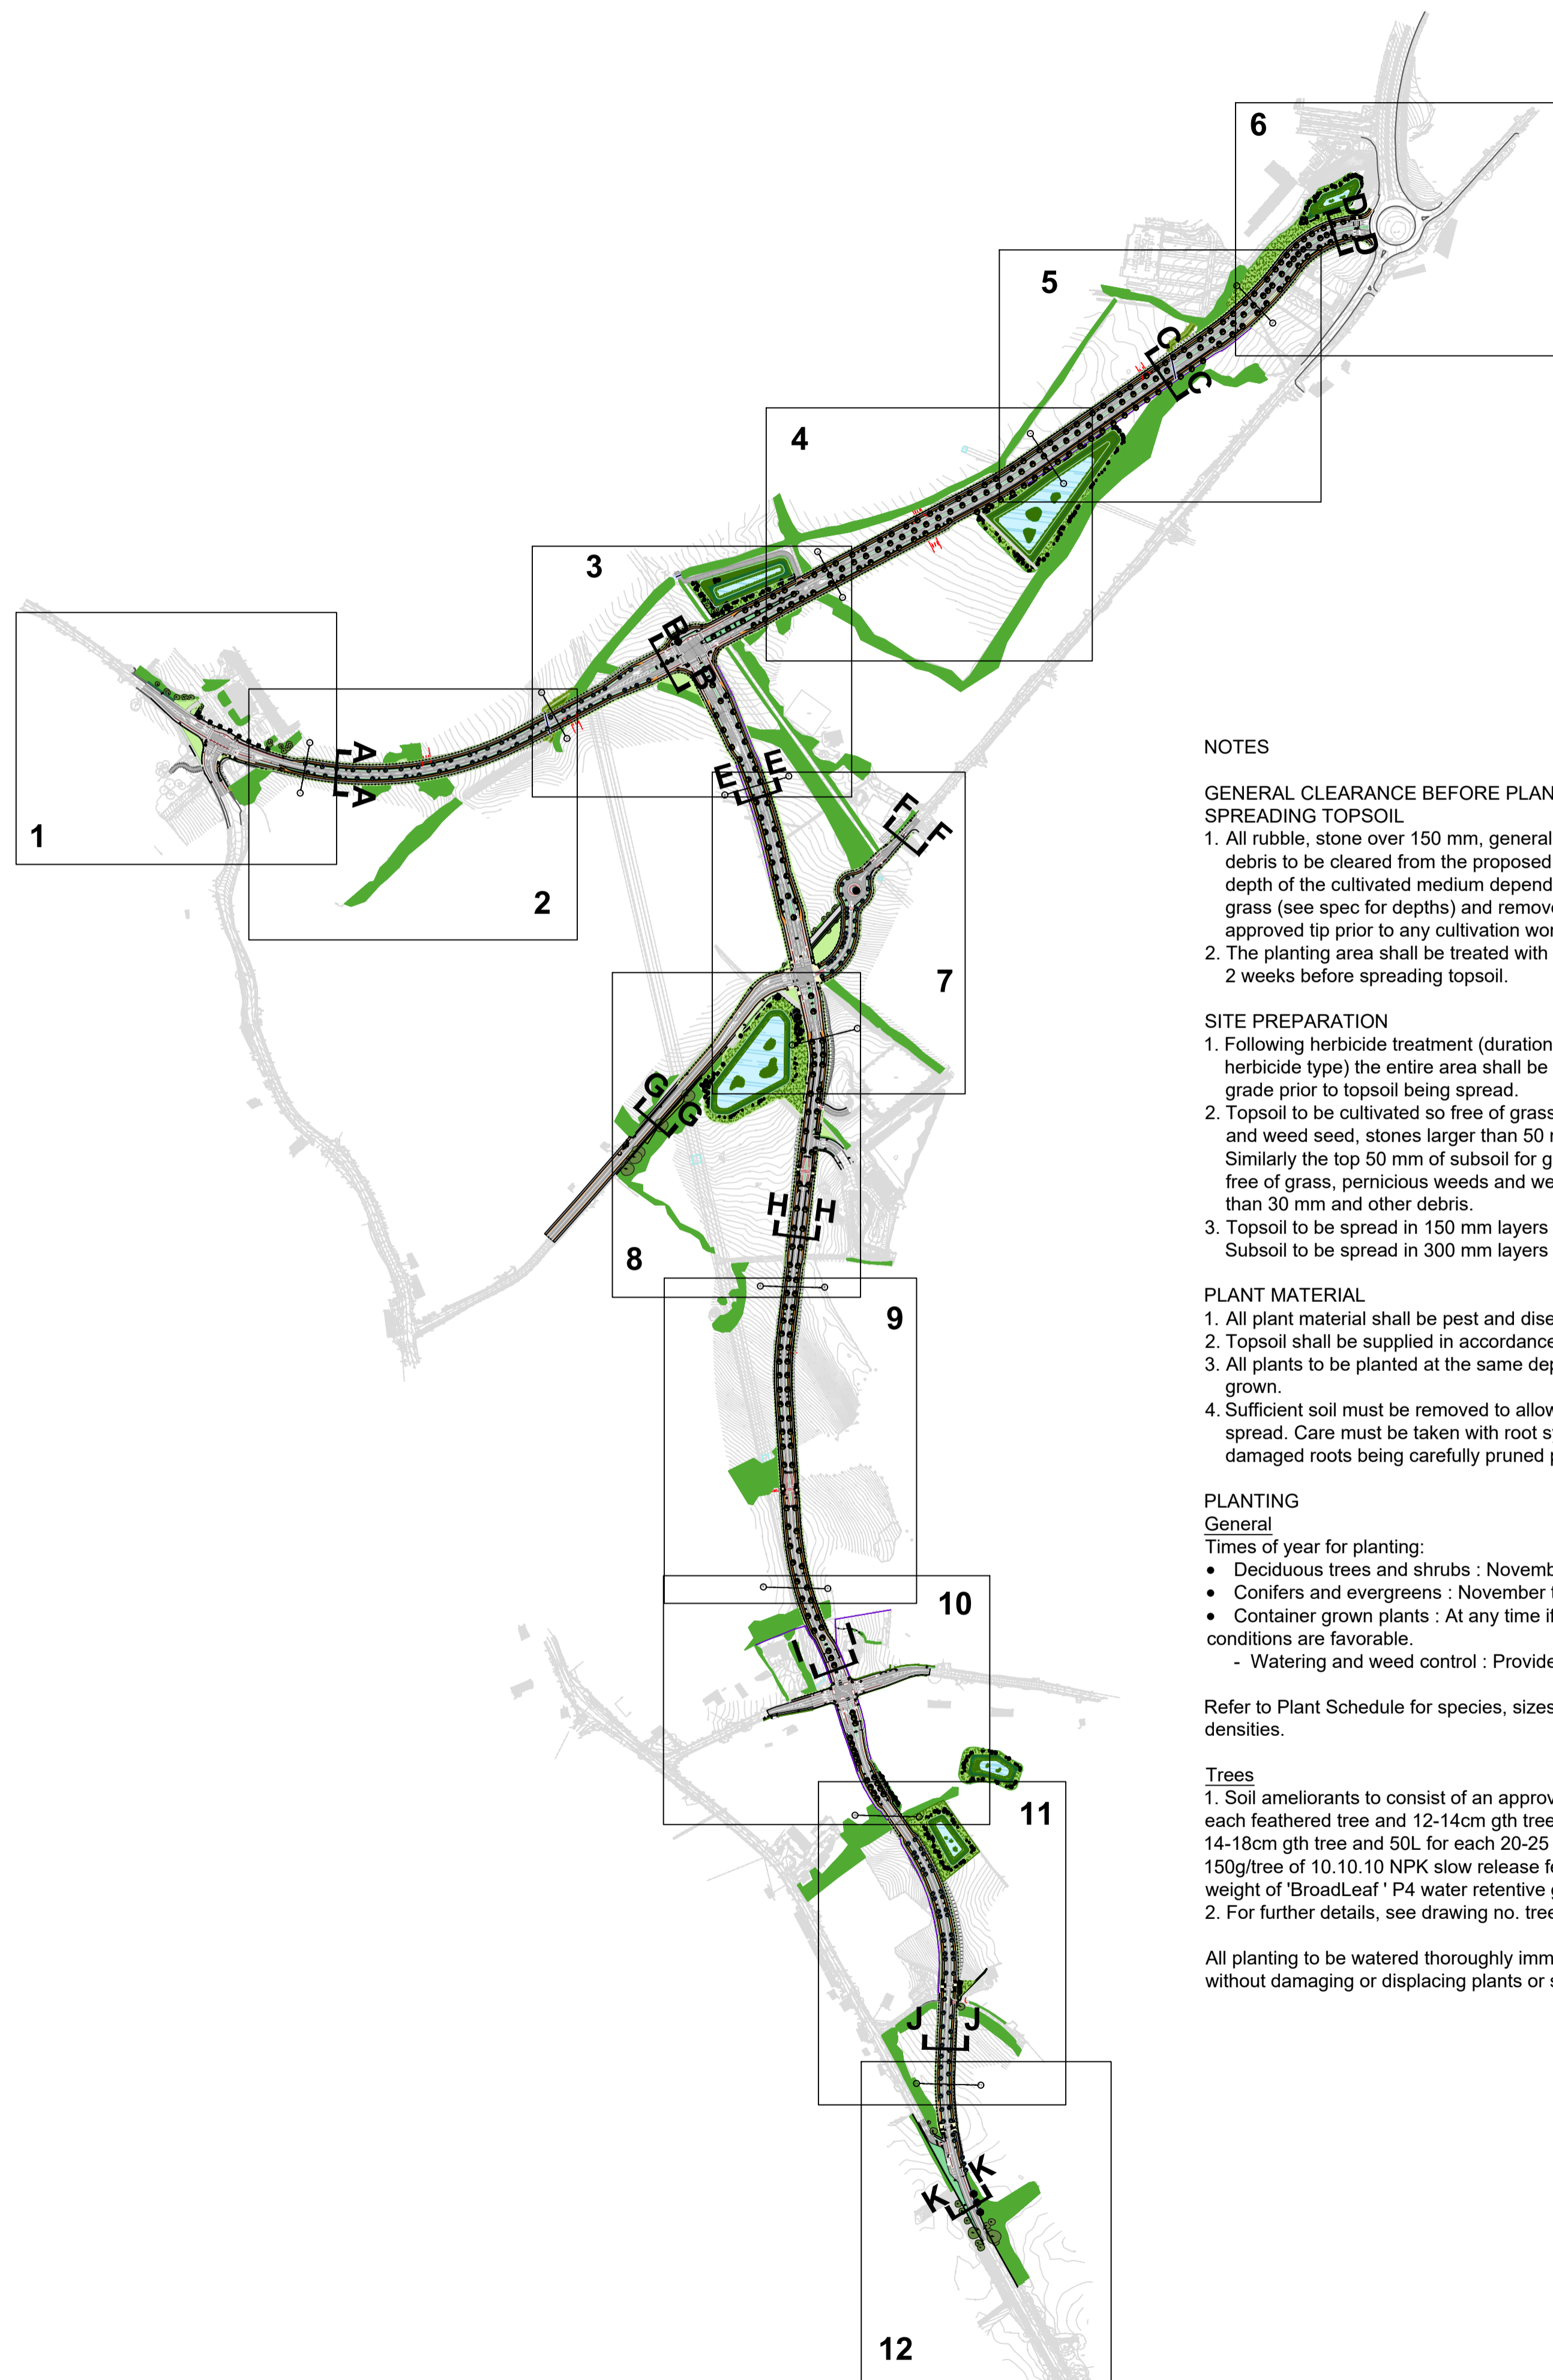 6
5
4
3
1
2
7
8
9
10
11
12
D
D
C
C
B
B
A
A
E
E
F
F
G
G
H
H
I
I
J
J
K
K
NOTES
GENERAL CLEARANCE BEFORE PLAN
SPREADING TOPSOIL
1. All rubble, stone over 150 mm, general
debris to be cleared from the proposed
depth of the cultivated medium depend
grass (see spec for depths) and remove
approved tip prior to any cultivation wor
2. The planting area shall be treated with
2 weeks before spreading topsoil.
SITE PREPARATION
1. Following herbicide treatment (duration
herbicide type) the entire area shall be
grade prior to topsoil being spread.
2. Topsoil to be cultivated so free of grass
and weed seed, stones larger than 50
Similarly the top 50 mm of subsoil for g
free of grass, pernicious weeds and we
than 30 mm and other debris.
3. Topsoil to be spread in 150 mm layers
Subsoil to be spread in 300 mm layers
PLANT MATERIAL
1. All plant material shall be pest and dise
2. Topsoil shall be supplied in accordance
3. All plants to be planted at the same dep
grown.
4. Sufficient soil must be removed to allow
spread. Care must be taken with root s
damaged roots being carefully pruned p
PLANTING
General
Times of year for planting:
• Deciduous trees and shrubs : Novemb
• Conifers and evergreens : November t
• Container grown plants : At any time if
conditions are favorable.
- Watering and weed control : Provide
Refer to Plant Schedule for species, sizes
densities.
Trees
1. Soil ameliorants to consist of an approv
each feathered tree and 12-14cm gth tree
14-18cm gth tree and 50L for each 20-25
150g/tree of 10.10.10 NPK slow release fe
weight of 'BroadLeaf ' P4 water retentive
2. For further details, see drawing no. tree
All planting to be watered thoroughly imm
without damaging or displacing plants or s